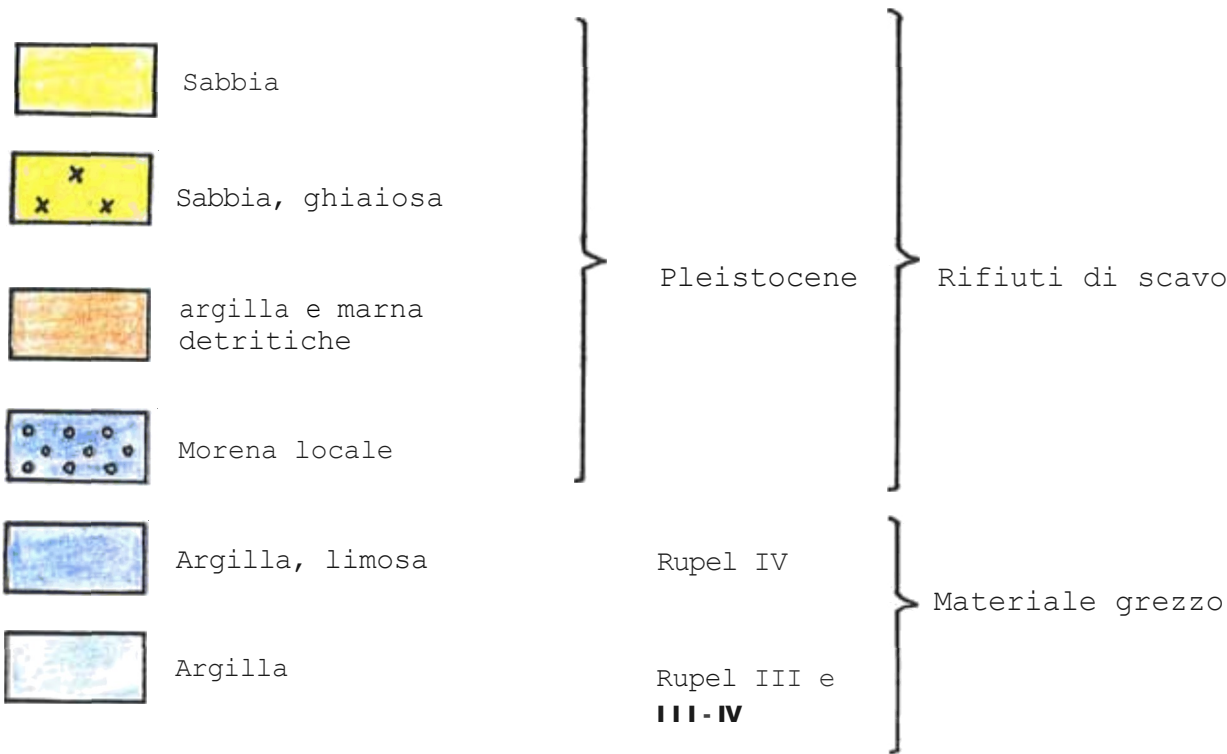 Sabbia
Sabbia, ghiaiosa
argilla e marna
detritiche
Morena locale
Argilla, limosa
Argilla
Pleistocene
Rupel IV
Rupel III e
III-IV
Rifiuti di scavo
Materiale grezzo